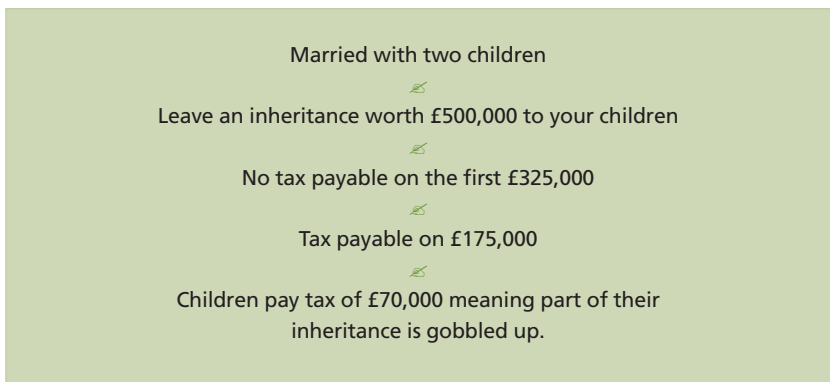 Married with two children
Leave an inheritance worth £500,000 to your children
No tax payable on the first £325,000
Tax payable on £175,000
Children pay tax of £70,000 meaning part of their
inheritance is gobbled up.